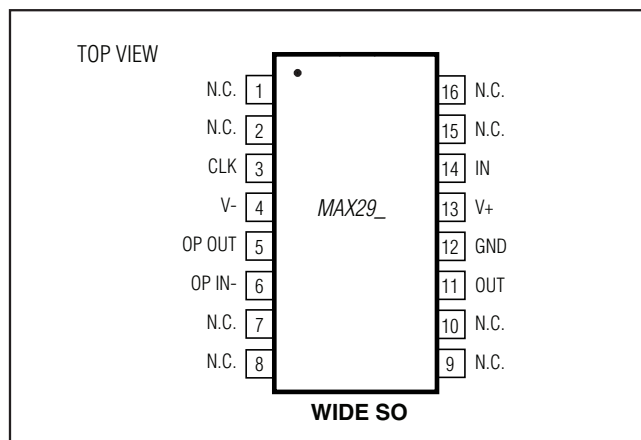 TOP VIEW
N.C. 1 16 N.C.
N.C. 2 15 N.C.
CLK 3 14 IN
V- 4 MAX29_ 13 V+
OP OUT 5 12 GND
OP IN- 6 11 OUT
N.C. 7 10 N.C.
N.C. 8 9 N.C.
WIDE SO